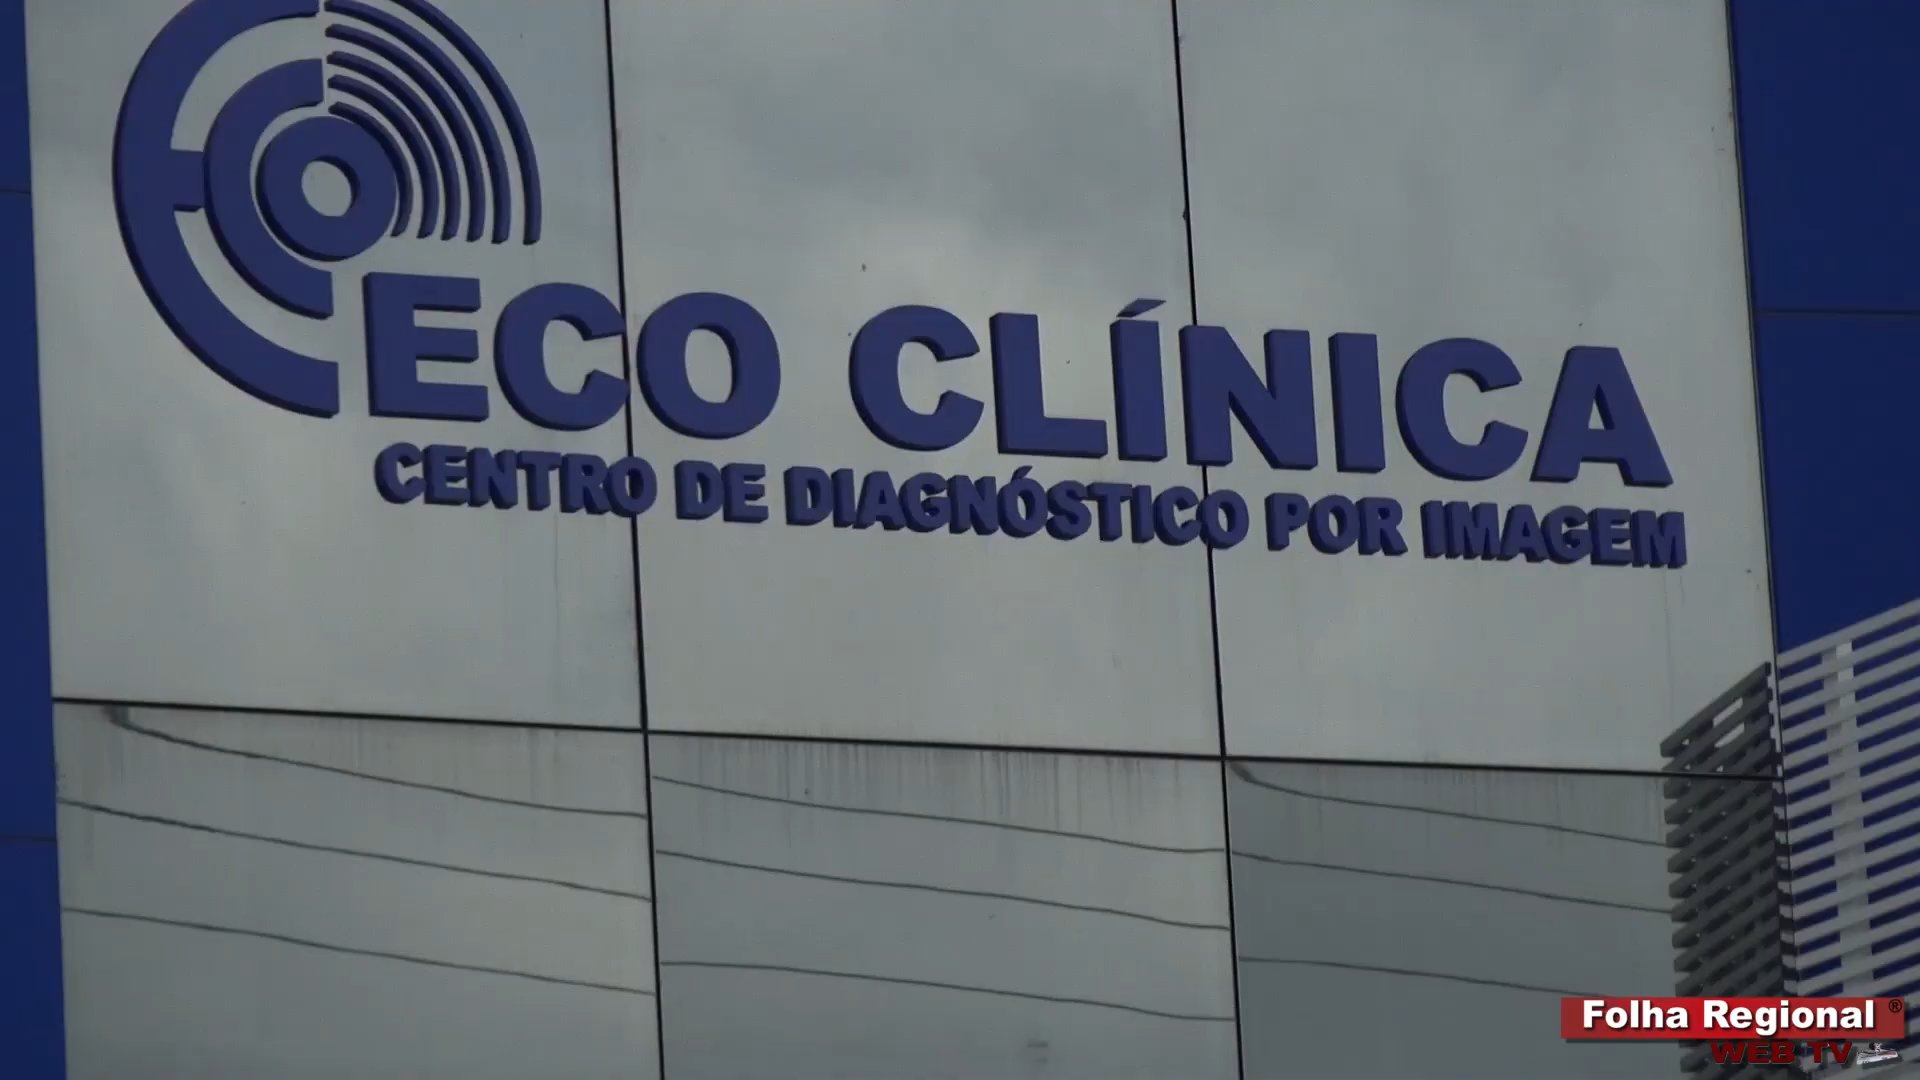 ECO CLÍNICA
CENTRO DE DIAGNÓSTICO POR IMAGEM
Folha Regional ®
WEB TV